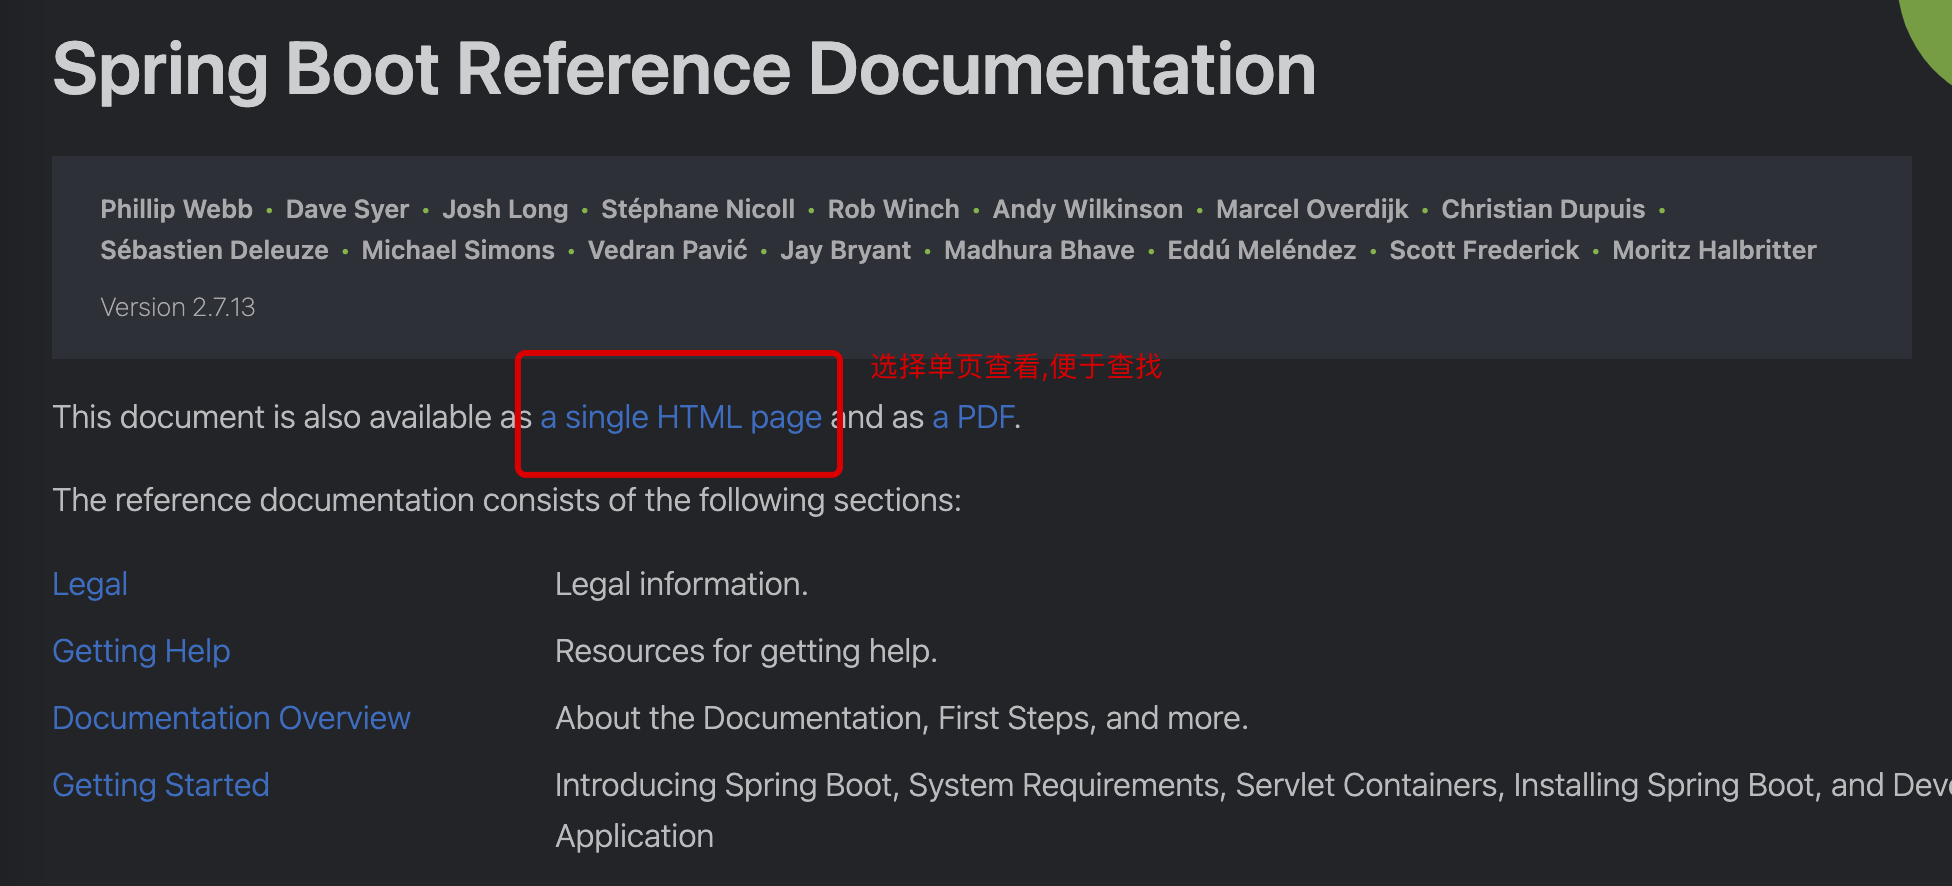 Spring Boot Reference Documentation
Phillip Webb • Dave Syer • Josh Long • Stéphane Nicoll • Rob Winch • Andy Wilkinson • Marcel Overdijk • Christian Dupuis •
Sébastien Deleuze • Michael Simons • Vedran Pavić • Jay Bryant • Madhura Bhave • Eddú Meléndez • Scott Frederick • Moritz Halbritter
Version 2.7.13
选择单页查看,便于查找
This document is also available as a single HTML page and as a PDF.
The reference documentation consists of the following sections:
Legal Legal information.
Getting Help Resources for getting help.
Documentation Overview About the Documentation, First Steps, and more.
Getting Started Introducing Spring Boot, System Requirements, Servlet Containers, Installing Spring Boot, and
Application